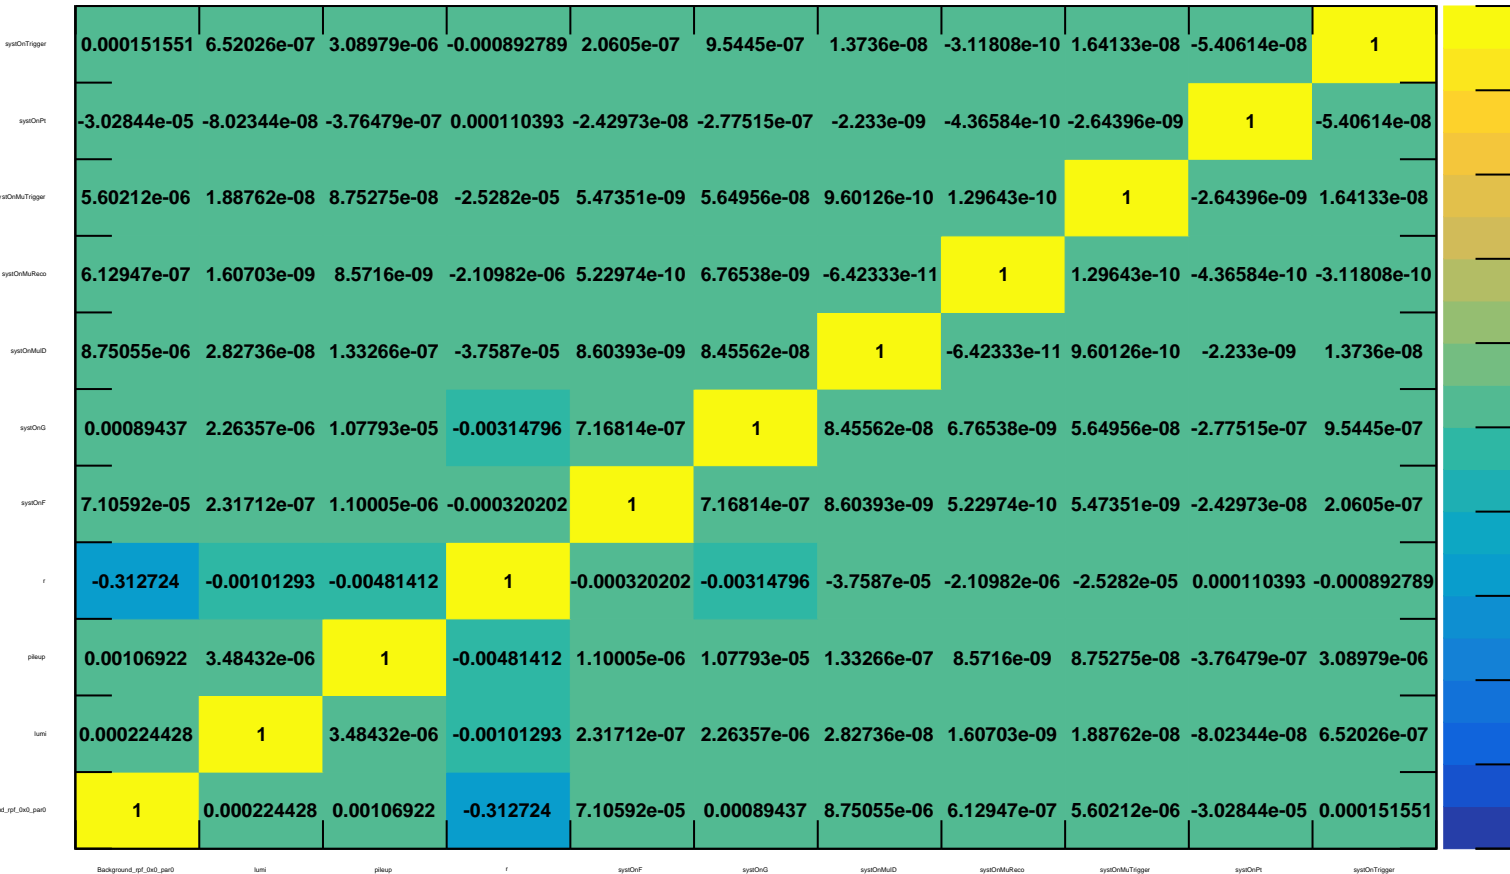 systOnTrigger 0.000151551 6.52026e-07 3.08979e-06 -0.000892789 2.0605e-07 9.5445e-07 1.3736e-08 -3.11808e-10 1.64133e-08 -5.40614e-08 1
systOnPt -3.02844e-05 -8.02344e-08 -3.76479e-07 0.000110393 -2.42973e-08 -2.77515e-07 -2.233e-09 -4.36584e-10 -2.64396e-09 1 -5.40614e-08
stOnMuTrigger 5.60212e-06 1.88762e-08 8.75275e-08 -2.5282e-05 5.47351e-09 5.64956e-08 9.60126e-10 1.29643e-10 1 -2.64396e-09 1.64133e-08
systOnMuReco 6.12947e-07 1.60703e-09 8.5716e-09 -2.10982e-06 5.22974e-10 6.76538e-09 -6.42333e-11 1 1.29643e-10 -4.36584e-10 -3.11808e-10
systOnMuID 8.75055e-06 2.82736e-08 1.33266e-07 -3.7587e-05 8.60393e-09 8.45562e-08 1 -6.42333e-11 9.60126e-10 -2.233e-09 1.3736e-08
systOnG 0.00089437 2.26357e-06 1.07793e-05 -0.00314796 7.16814e-07 1 8.45562e-08 6.76538e-09 5.64956e-08 -2.77515e-07 9.5445e-07
systOnF 7.10592e-05 2.31712e-07 1.10005e-06 -0.000320202 1 7.16814e-07 8.60393e-09 5.22974e-10 5.47351e-09 -2.42973e-08 2.0605e-07
r -0.312724 -0.00101293 -0.00481412 1 -0.000320202 -0.00314796 -3.7587e-05 -2.10982e-06 -2.5282e-05 0.000110393 -0.000892789
pileup 0.00106922 3.48432e-06 1 -0.00481412 1.10005e-06 1.07793e-05 1.33266e-07 8.5716e-09 8.75275e-08 -3.76479e-07 3.08979e-06
lumi 0.000224428 1 3.48432e-06 -0.00101293 2.31712e-07 2.26357e-06 2.82736e-08 1.60703e-09 1.88762e-08 -8.02344e-08 6.52026e-07
d_rpf_0x0_par0 1 0.000224428 0.00106922 -0.312724 7.10592e-05 0.00089437 8.75055e-06 6.12947e-07 5.60212e-06 -3.02844e-05 0.000151551
Background_rpf_0x0_par0 lumi pileup r systOnF systOnG systOnMuID systOnMuReco systOnMuTrigger systOnPt systOnTrigger